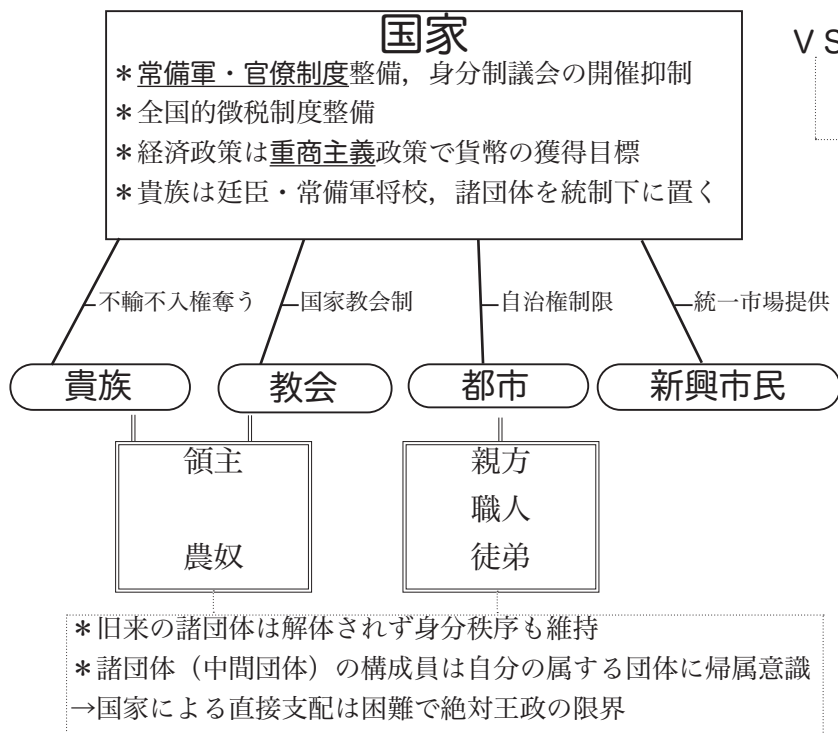 国家
VS
＊常備軍・官僚制度整備，身分制議会の開催抑制
＊全国的徴税制度整備
＊経済政策は重商主義政策で貨幣の獲得目標
＊貴族は廷臣・常備軍将校，諸団体を統制下に置く
不輸不入権奪う
国家教会制
自治権制限
統一市場提供
貴族
教会
都市
新興市民
領主
農奴
親方
職人
徒弟
＊旧来の諸団体は解体されず身分秩序も維持
＊諸団体（中間団体）の構成員は自分の属する団体に帰属意識
→国家による直接支配は困難で絶対王政の限界